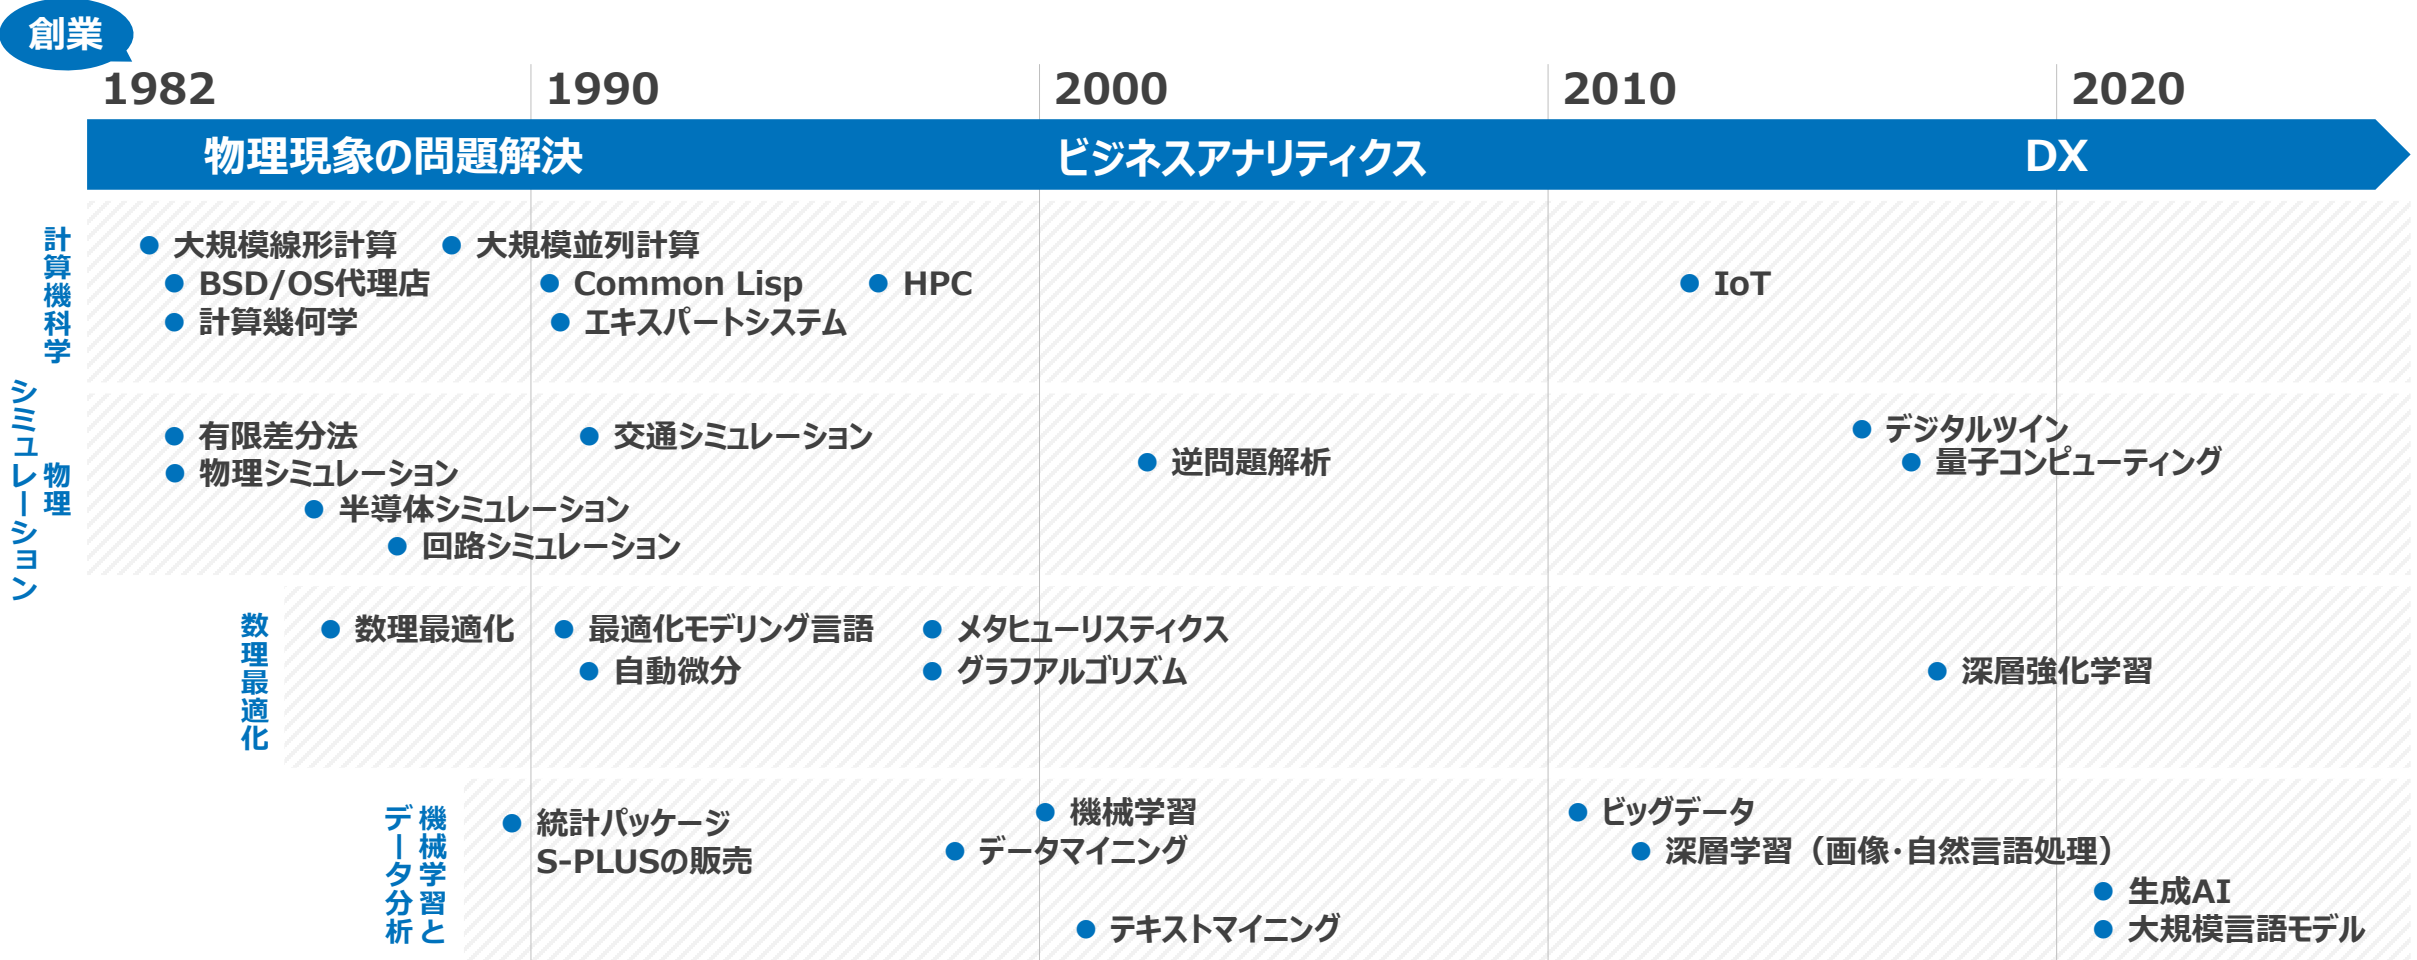 創業
1982
1990
2000
2010
2020
物理現象の問題解決
ビジネスアナリティクス
DX
計算機科学
大規模線形計算
大規模並列計算
BSD/OS代理店
Common Lisp
HPC
IoT
計算幾何学
エキスパートシステム
物理
シミュレーション
有限差分法
交通シミュレーション
デジタルツイン
物理シミュレーション
逆問題解析
量子コンピューティング
半導体シミュレーション
回路シミュレーション
数理最適化
数理最適化
最適化モデリング言語
メタヒューリスティクス
自動微分
グラフアルゴリズム
深層強化学習
機械学習と
データ分析
統計パッケージ
S-PLUSの販売
機械学習
データマイニング
テキストマイニング
ビッグデータ
深層学習（画像･自然言語処理）
生成AI
大規模言語モデル